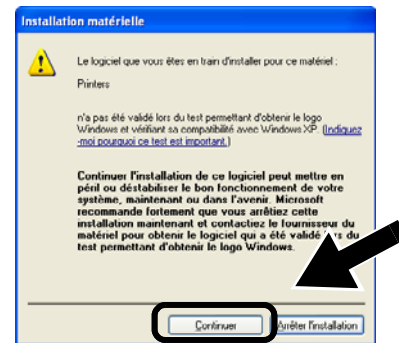 Installation matérielle
Le logiciel que vous êtes en train d'installer pour ce matériel :
Printers
n'a pas été validé lors du test permettant d'obtenir le logo
Windows et vérifiant sa compatibilité avec Windows XP. (Indiquez
-moi pourquoi ce test est important.)
Continuer l'installation de ce logiciel peut mettre en
péril ou déstabiliser le bon fonctionnement de votre
système, maintenant ou dans l'avenir. Microsoft
recommande fortement que vous arrêtiez cette
installation maintenant et contactiez le fournisseur du
matériel pour obtenir le logiciel qui a été validé lors du
test permettant d'obtenir le logo Windows.
Continuer Arrêter l'installation